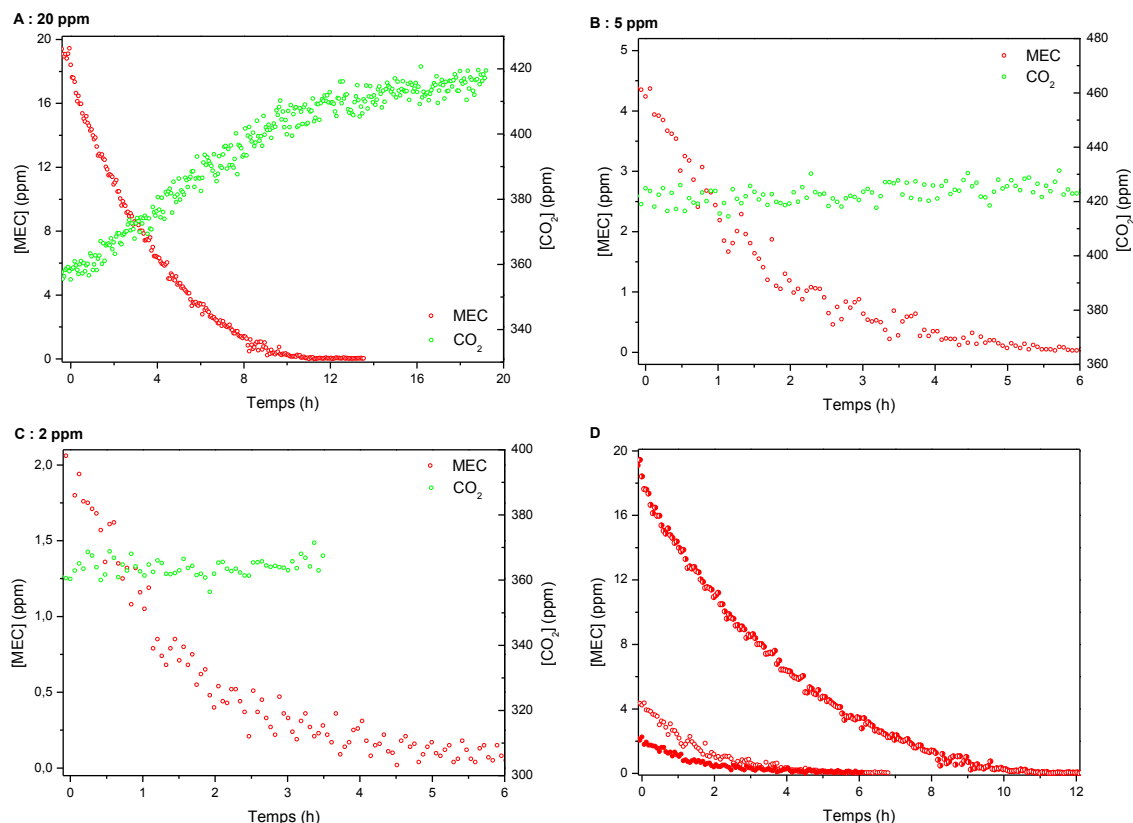 A : 20 ppm
20
16
12
8
4
0
[MEC] (ppm)
420
400
380
360
340
[CO₂] (ppm)
MEC
CO₂
0 4 8 12 16 20
Temps (h)
B : 5 ppm
5
4
3
2
1
0
[MEC] (ppm)
480
460
440
420
400
380
360
[CO₂] (ppm)
MEC
CO₂
0 1 2 3 4 5 6
Temps (h)
C : 2 ppm
2,0
1,5
1,0
0,5
0,0
[MEC] (ppm)
400
380
360
340
320
300
[CO₂] (ppm)
MEC
CO₂
0 1 2 3 4 5 6
Temps (h)
D
20
16
12
8
4
0
[MEC] (ppm)
0 2 4 6 8 10 12
Temps (h)